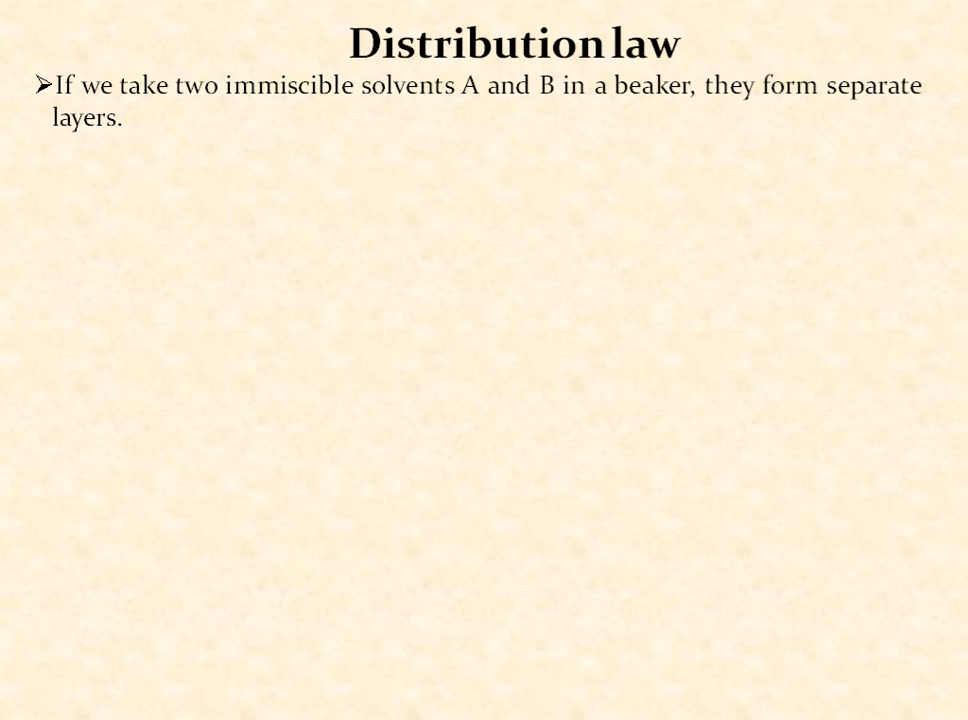 Distribution law
➢If we take two immiscible solvents A and B in a beaker, they form separate
layers.